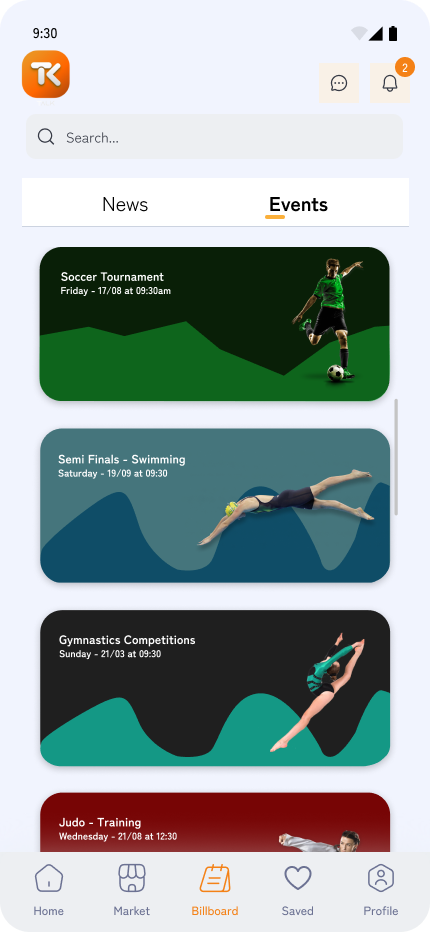 9:30
TK
2
Search...
News Events
Soccer Tournament
Friday - 17/08 at 09:30am
Semi Finals - Swimming
Saturday - 19/09 at 09:30
Gymnastics Competitions
Sunday - 21/03 at 09:30
Judo - Training
Wednesday - 21/08 at 12:30
Home Market Billboard Saved Profile